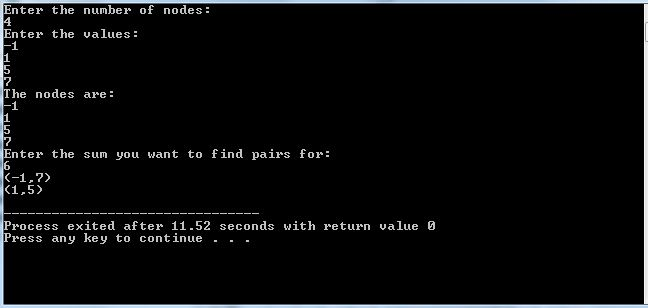 Enter the number of nodes:
4
Enter the values:
-1
1
5
7
The nodes are:
-1
1
5
7
Enter the sum you want to find pairs for:
6
(-1,7)
(1,5)
--------------------------------
Process exited after 11.52 seconds with return value 0
Press any key to continue . . .